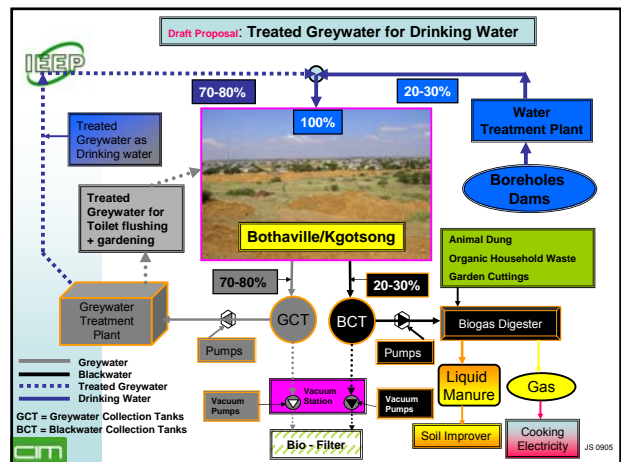 Draft Proposal: Treated Greywater for Drinking Water
IEEP
70-80%
20-30%
100%
Water
Treatment Plant
Treated
Greywater as
Drinking water
Boreholes
Dams
Treated
Greywater for
Toilet flushing
+ gardening
Bothaville/Kgotsong
Animal Dung
Organic Household Waste
Garden Cuttings
70-80%
20-30%
Greywater
Treatment
Plant
GCT
BCT
Biogas Digester
Pumps
Pumps
Greywater
Blackwater
Treated Greywater
Drinking Water
GCT = Greywater Collection Tanks
BCT = Blackwater Collection Tanks
Vacuum
Pumps
Vacuum
Station
Vacuum
Pumps
Liquid
Manure
Gas
Bio - Filter
Soil Improver
Cooking
Electricity
JS 0905
cim